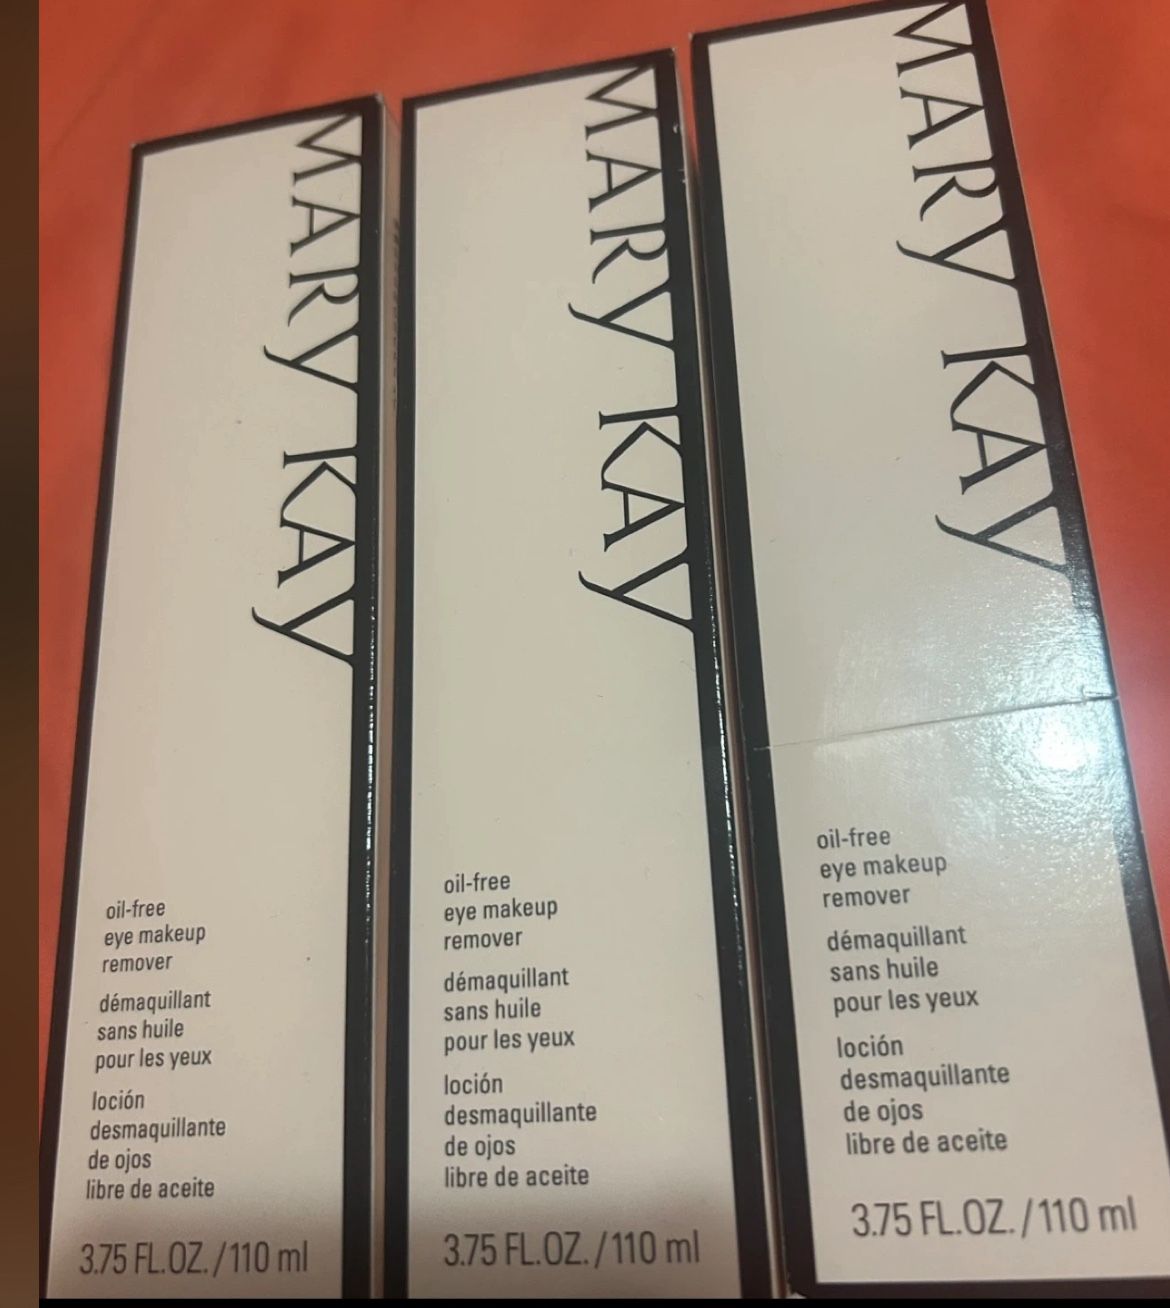 MARY KAY
oil-free
eye makeup
remover
démaquillant
sans huile
pour les yeux
loción
desmaquillante
de ojos
libre de aceite
3.75 FL.OZ./110 ml
MARY KAY
oil-free
eye makeup
remover
démaquillant
sans huile
pour les yeux
loción
desmaquillante
de ojos
libre de aceite
3.75 FL.OZ./110 ml
MARY KAY
oil-free
eye makeup
remover
démaquillant
sans huile
pour les yeux
loción
desmaquillante
de ojos
libre de aceite
3.75 FL.OZ./110 ml